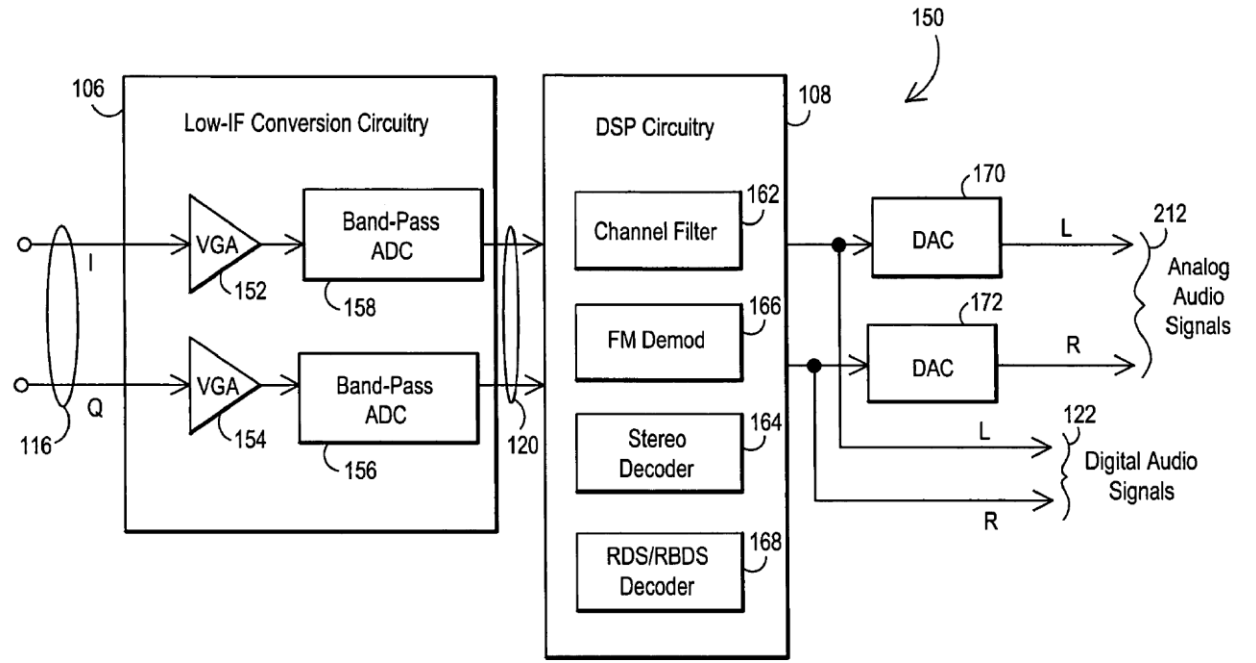 150
106
Low-IF Conversion Circuitry
108
DSP Circuitry
I
VGA
152
Band-Pass
ADC
158
Q
VGA
154
Band-Pass
ADC
156
116
120
162
Channel Filter
166
FM Demod
164
Stereo
Decoder
168
RDS/RBDS
Decoder
170
DAC
L
172
DAC
R
212
Analog
Audio
Signals
L
R
122
Digital Audio
Signals